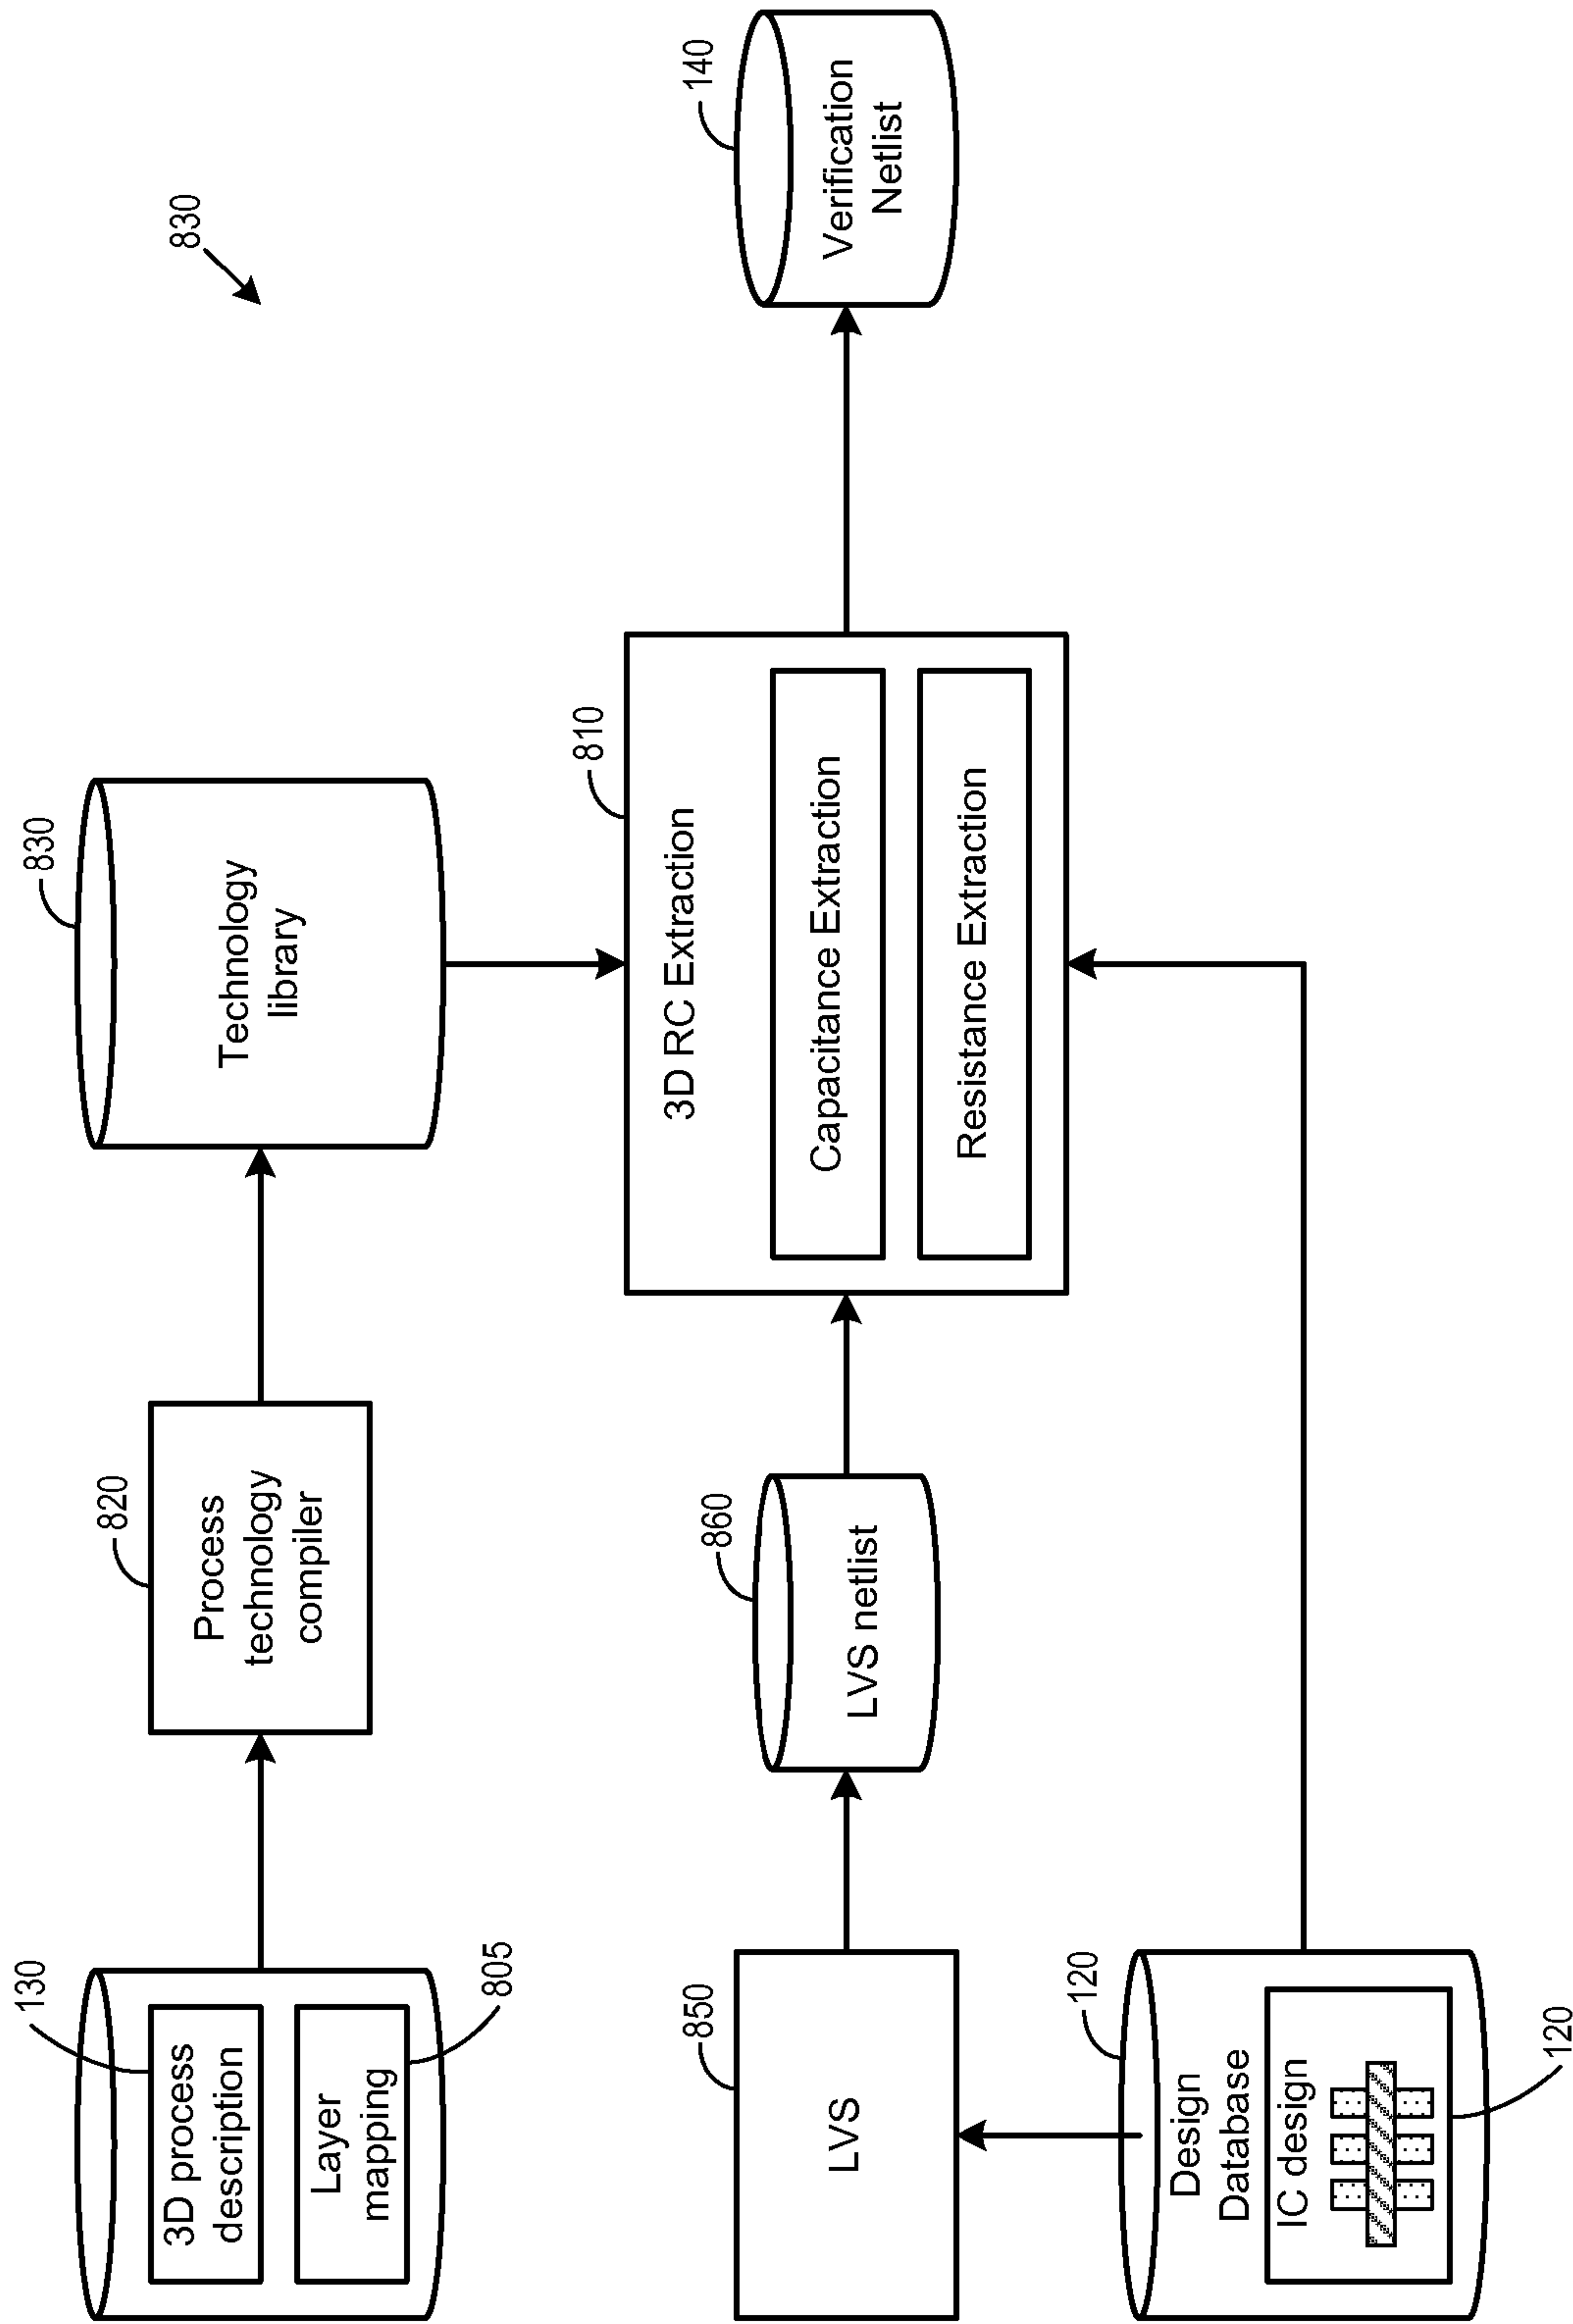 830
130
3D process
description
Layer
mapping
805
820
Process
technology
compiler
830
Technology
library
850
LVS
860
LVS netlist
810
3D RC Extraction
Capacitance Extraction
Resistance Extraction
140
Verification
Netlist
120
Design
Database
IC design
120